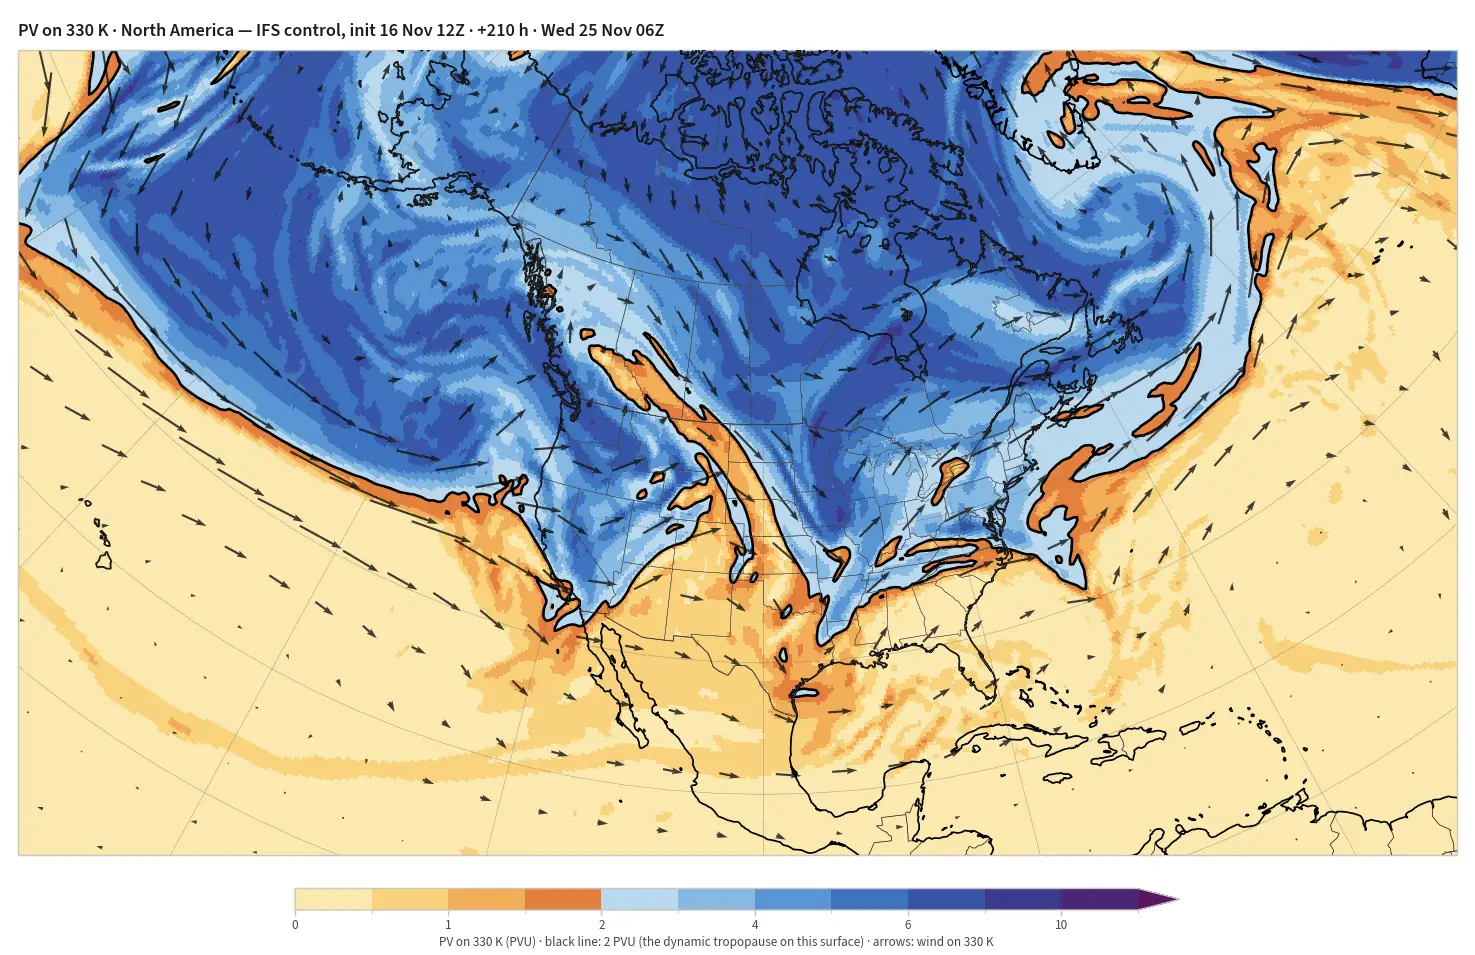 PV on 330 K · North America — IFS control, init 16 Nov 12Z · +210 h · Wed 25 Nov 06Z
0 1 2 4 6 8 10
PV on 330 K (PVU) · black line: 2 PVU (the dynamic tropopause on this surface) · arrows: wind on 330 K